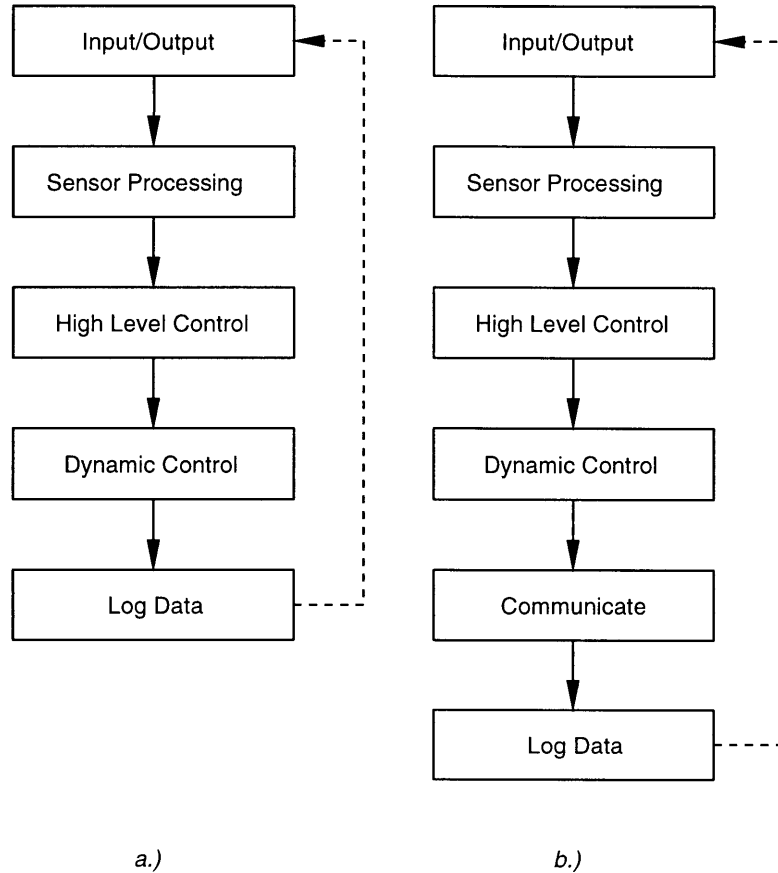 Input/Output
Sensor Processing
High Level Control
Dynamic Control
Log Data
a.)
Input/Output
Sensor Processing
High Level Control
Dynamic Control
Communicate
Log Data
b.)